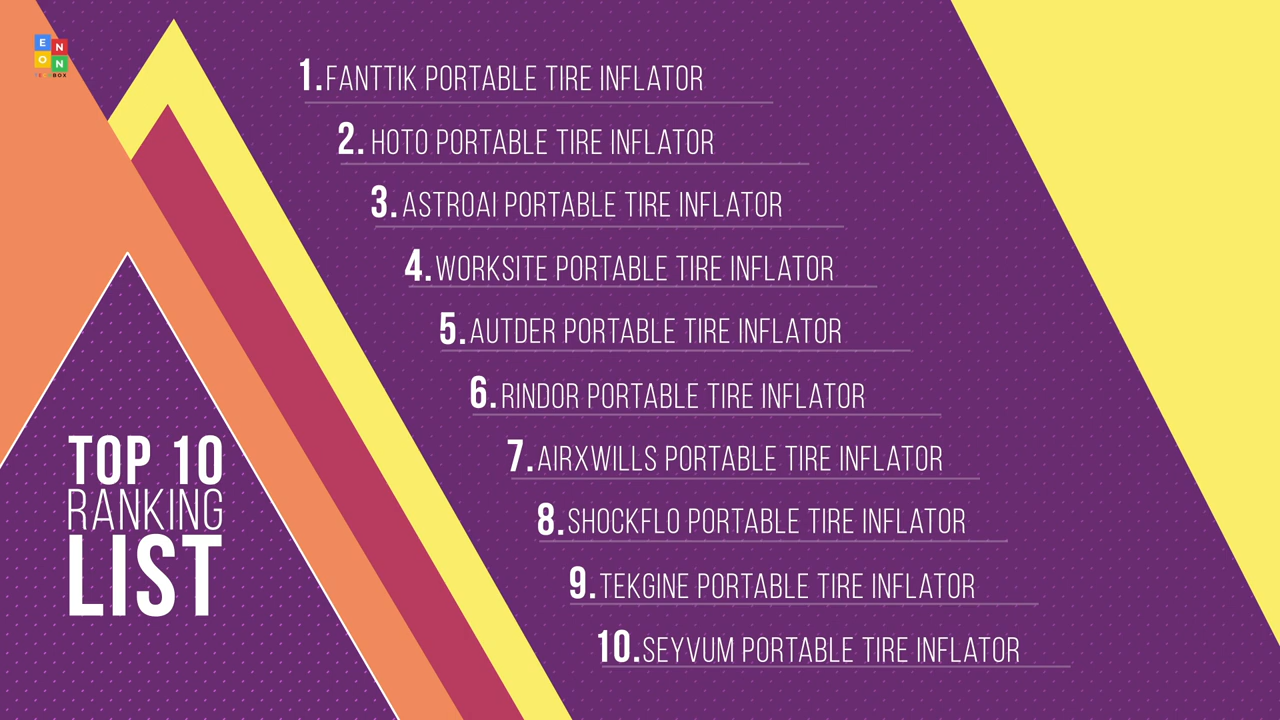 E N
O N
BOX
1. FANTTIK PORTABLE TIRE INFLATOR
2. HOTO PORTABLE TIRE INFLATOR
3. ASTROAI PORTABLE TIRE INFLATOR
4. WORKSITE PORTABLE TIRE INFLATOR
5. AUTDER PORTABLE TIRE INFLATOR
6. RINDOR PORTABLE TIRE INFLATOR
7. AIRXWILLS PORTABLE TIRE INFLATOR
8. SHOCKFLO PORTABLE TIRE INFLATOR
9. TEKGINE PORTABLE TIRE INFLATOR
10. SEYVUM PORTABLE TIRE INFLATOR
TOP 10
RANKING
LIST